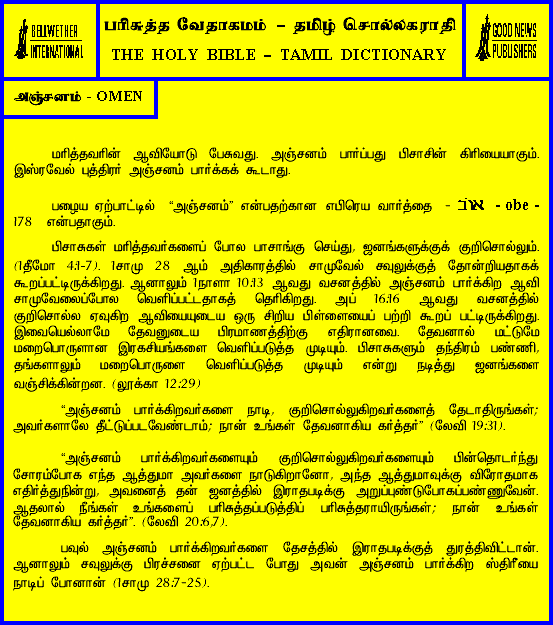 BELLWETHER
INTERNATIONAL
பரிசுத்த வேதாகமம் – தமிழ் சொல்லகராதி
THE HOLY BIBLE – TAMIL DICTIONARY
GOOD NEWS
PUBLISHERS
அஞ்சனம் - OMEN
மரித்தவரின் ஆவியோடு பேசுவது. அஞ்சனம் பார்ப்பது பிசாசின் கிரியையாகும்.
இஸ்ரவேல் புத்திரர் அஞ்சனம் பார்க்கக் கூடாது.
பழைய ஏற்பாட்டில் “அஞ்சனம்” என்பதற்கான எபிரெய வார்த்தை - אוֹב - obe -
178 என்பதாகும்.
பிசாசுகள் மரித்தவர்களைப் போல பாசாங்கு செய்து, ஜனங்களுக்குக் குறிசொல்லும்.
(1தீமோ 4:1-7). 1சாமு 28 ஆம் அதிகாரத்தில் சாமுவேல் சவுலுக்குத் தோன்றியதாகக்
கூறப்பட்டிருக்கிறது. ஆனாலும் 1நாளா 10:13 ஆவது வசனத்தில் அஞ்சனம் பார்க்கிற ஆவி
சாமுவேலைப்போல வெளிப்பட்டதாகத் தெரிகிறது. அப் 16:16 ஆவது வசனத்தில்
குறிசொல்ல ஏவுகிற ஆவியையுடைய ஒரு சிறிய பிள்ளையைப் பற்றி கூறப் பட்டிருக்கிறது.
இவையெல்லாமே தேவனுடைய பிரமாணத்திற்கு எதிரானவை. தேவனால் மட்டுமே
மறைபொருளான இரகசியங்களை வெளிப்படுத்த முடியும். பிசாசுகளும் தந்திரம் பண்ணி,
தங்களாலும் மறைபொருளை வெளிப்படுத்த முடியும் என்று நடித்து ஜனங்களை
வஞ்சிக்கின்றன. (லூக்கா 12:29)
“அஞ்சனம் பார்க்கிறவர்களை நாடி, குறிசொல்லுகிறவர்களைத் தேடாதிருங்கள்;
அவர்களாலே தீட்டுப்படவேண்டாம்; நான் உங்கள் தேவனாகிய கர்த்தர்” (லேவி 19:31).
“அஞ்சனம் பார்க்கிறவர்களையும் குறிசொல்லுகிறவர்களையும் பின்தொடர்ந்து
சோரம்போக எந்த ஆத்துமா அவர்களை நாடுகிறானோ, அந்த ஆத்துமாவுக்கு விரோதமாக
எதிர்த்துநின்று, அவனைத் தன் ஜனத்தில் இராதபடிக்கு அறுப்புண்டுபோகப்பண்ணுவேன்.
ஆதலால் நீங்கள் உங்களைப் பரிசுத்தப்படுத்திப் பரிசுத்தராயிருங்கள்; நான் உங்கள்
தேவனாகிய கர்த்தர்”. (லேவி 20:6,7).
பவுல் அஞ்சனம் பார்க்கிறவர்களை தேசத்தில் இராதபடிக்குத் துரத்திவிட்டான்.
ஆனாலும் சவுலுக்கு பிரச்சனை ஏற்பட்ட போது அவன் அஞ்சனம் பார்க்கிற ஸ்திரீயை
நாடிப் போனான் (1சாமு 28:7-25).